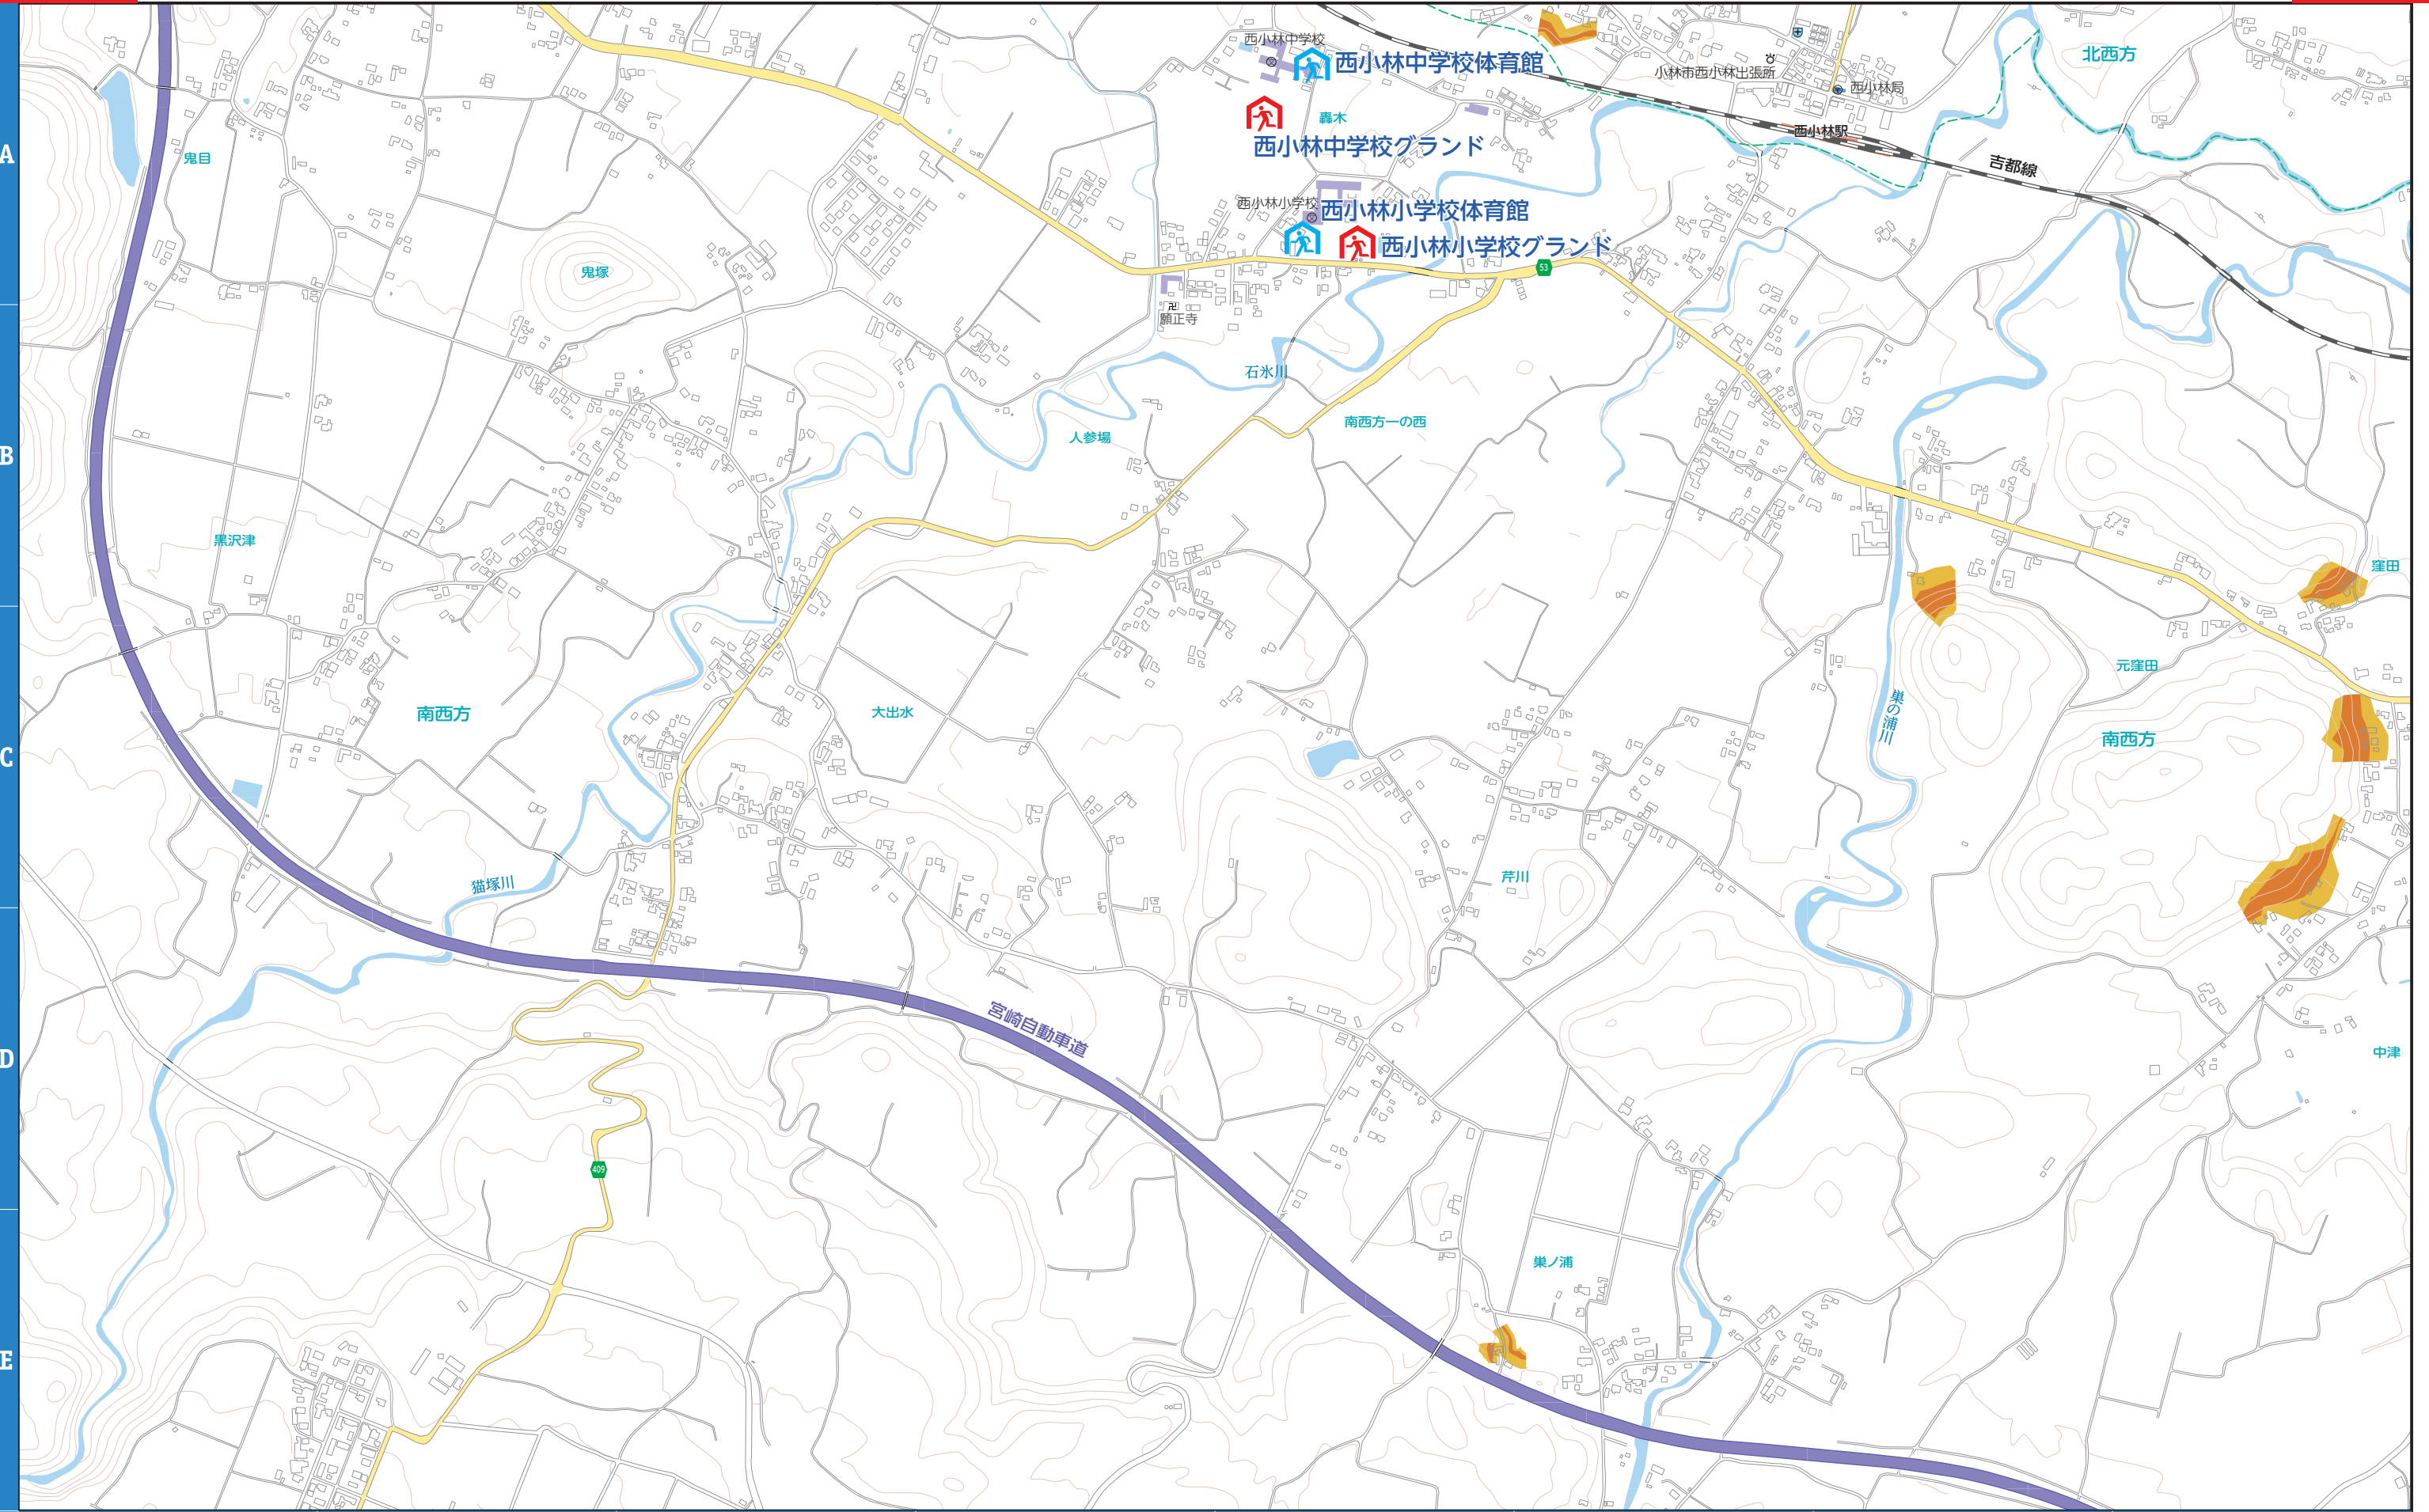 A
B
C
D
E
西小林中学校
西小林中学校体育館
轟木
西小林中学校グランド
西小林小学校
西小林小学校体育館
西小林小学校グランド
小林市西小林出張所
西小林局
北西方
西小林駅
吉都線
鬼目
鬼塚
53
願正寺
石氷川
人参場
南西方一の西
黒沢津
窪田
元窪田
南西方
大出水
巣の浦川
南西方
猫塚川
芹川
宮崎自動車道
中津
409
巣ノ浦